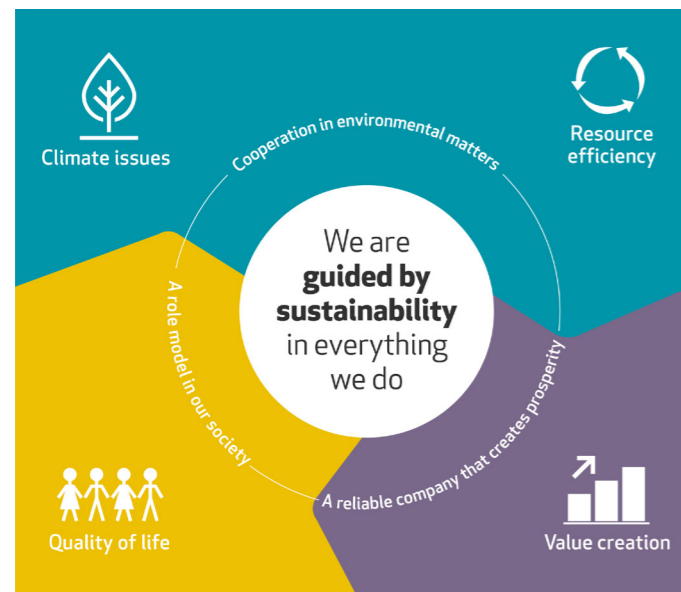 Climate issues
Resource
efficiency
Cooperation in environmental matters
We are
guided by
sustainability
in everything
we do
A role model in our society
A reliable company that creates prosperity
Quality of life
Value creation